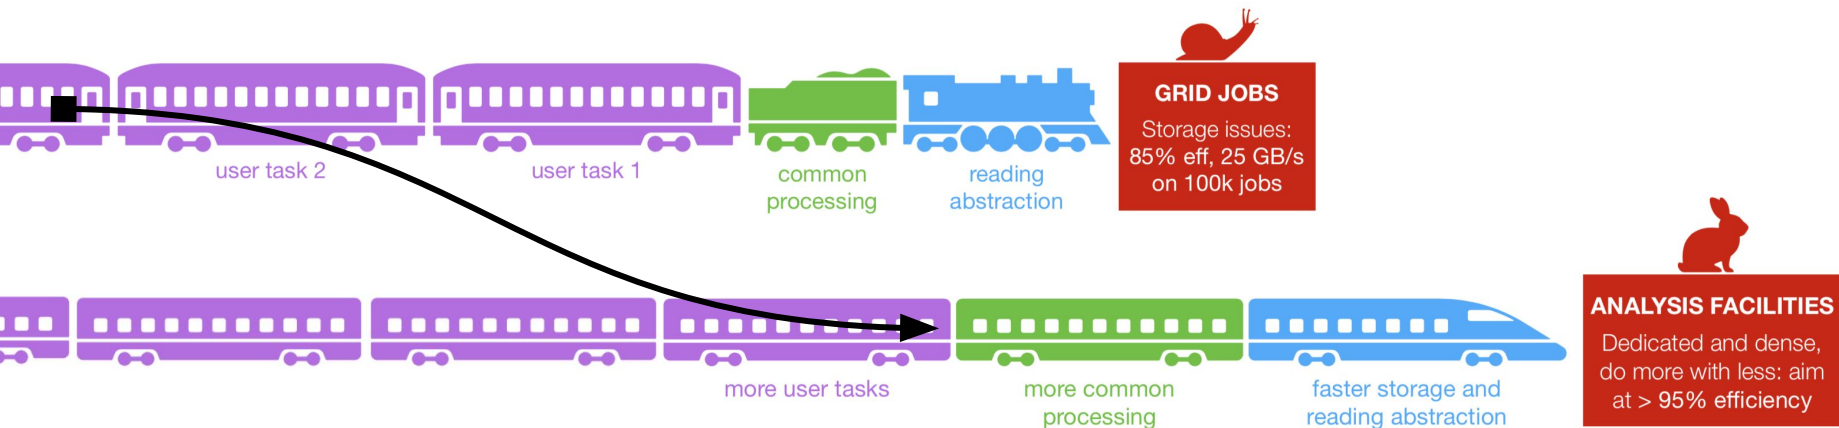 GRID JOBS
Storage issues:
85% eff, 25 GB/s
on 100k jobs
user task 2
user task 1
common
processing
reading
abstraction
ANALYSIS FACILITIES
Dedicated and dense,
do more with less: aim
at > 95% efficiency
more user tasks
more common
processing
faster storage and
reading abstraction